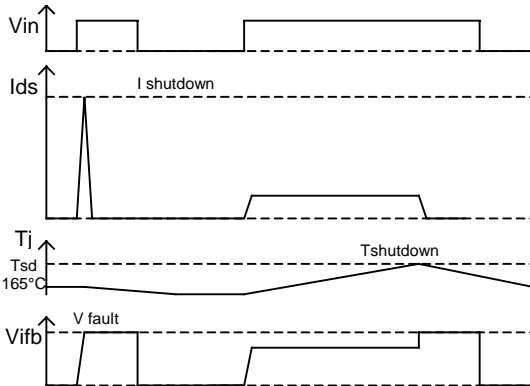 Vin
I shutdown
Ids
Tj
Tshutdown
Tsd
165°C
V fault
Vifb